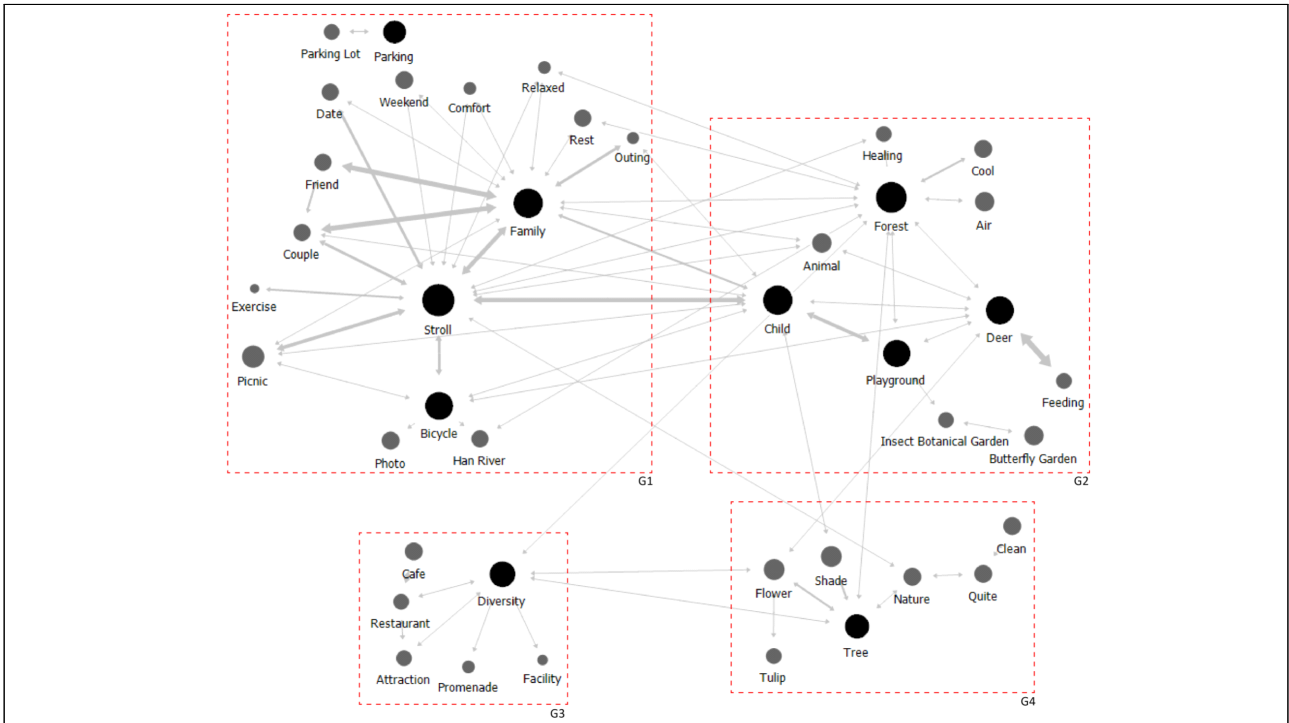 Parking Lot
Parking
Date
Weekend
Comfort
Relaxed
Rest
Outing
Friend
Family
Couple
Exercise
Stroll
Picnic
Bicycle
Photo
Han River
G1
Healing
Cool
Forest
Air
Animal
Child
Deer
Playground
Feeding
Insect Botanical Garden
Butterfly Garden
G2
Cafe
Diversity
Restaurant
Attraction
Promenade
Facility
G3
Clean
Flower
Shade
Nature
Quite
Tree
Tulip
G4